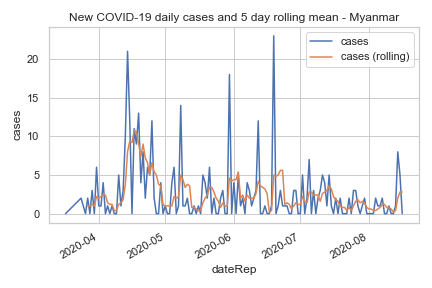 New COVID-19 daily cases and 5 day rolling mean - Myanmar
cases
cases (rolling)
20
15
10
5
0
cases
2020-04
2020-05
2020-06
2020-07
2020-08
dateRep